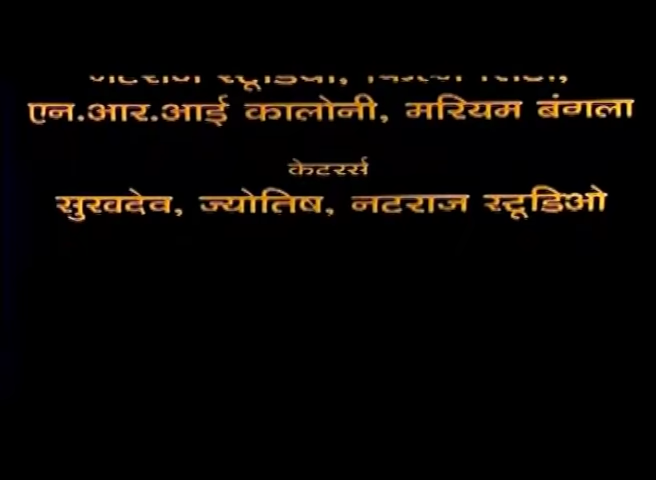 एन.आर.आई कालोनी, मरियम बंगला
केटरर्स
सुखदेव, ज्योतिष, नटराज स्टूडिओ